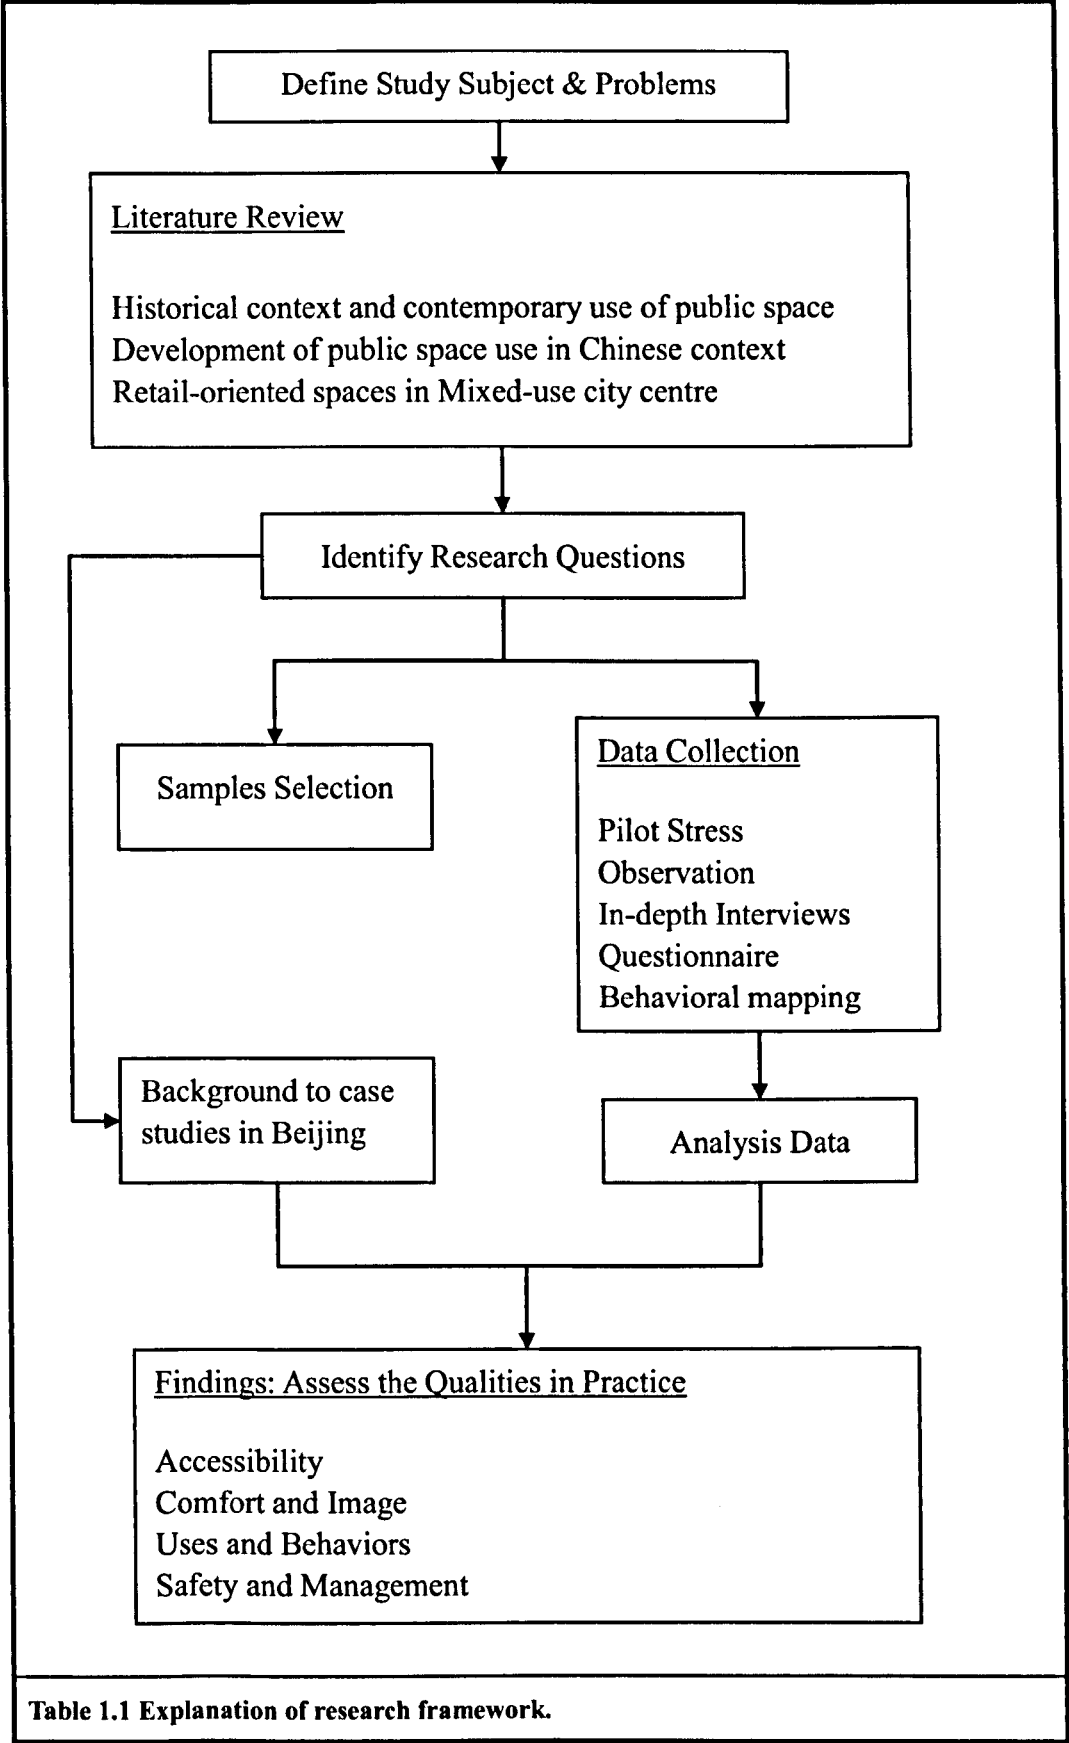 Define Study Subject & Problems
Literature Review
Historical context and contemporary use of public space
Development of public space use in Chinese context
Retail-oriented spaces in Mixed-use city centre
Identify Research Questions
Samples Selection
Data Collection
Pilot Stress
Observation
In-depth Interviews
Questionnaire
Behavioral mapping
Background to case
studies in Beijing
Analysis Data
Findings: Assess the Qualities in Practice
Accessibility
Comfort and Image
Uses and Behaviors
Safety and Management
Table 1.1 Explanation of research framework.